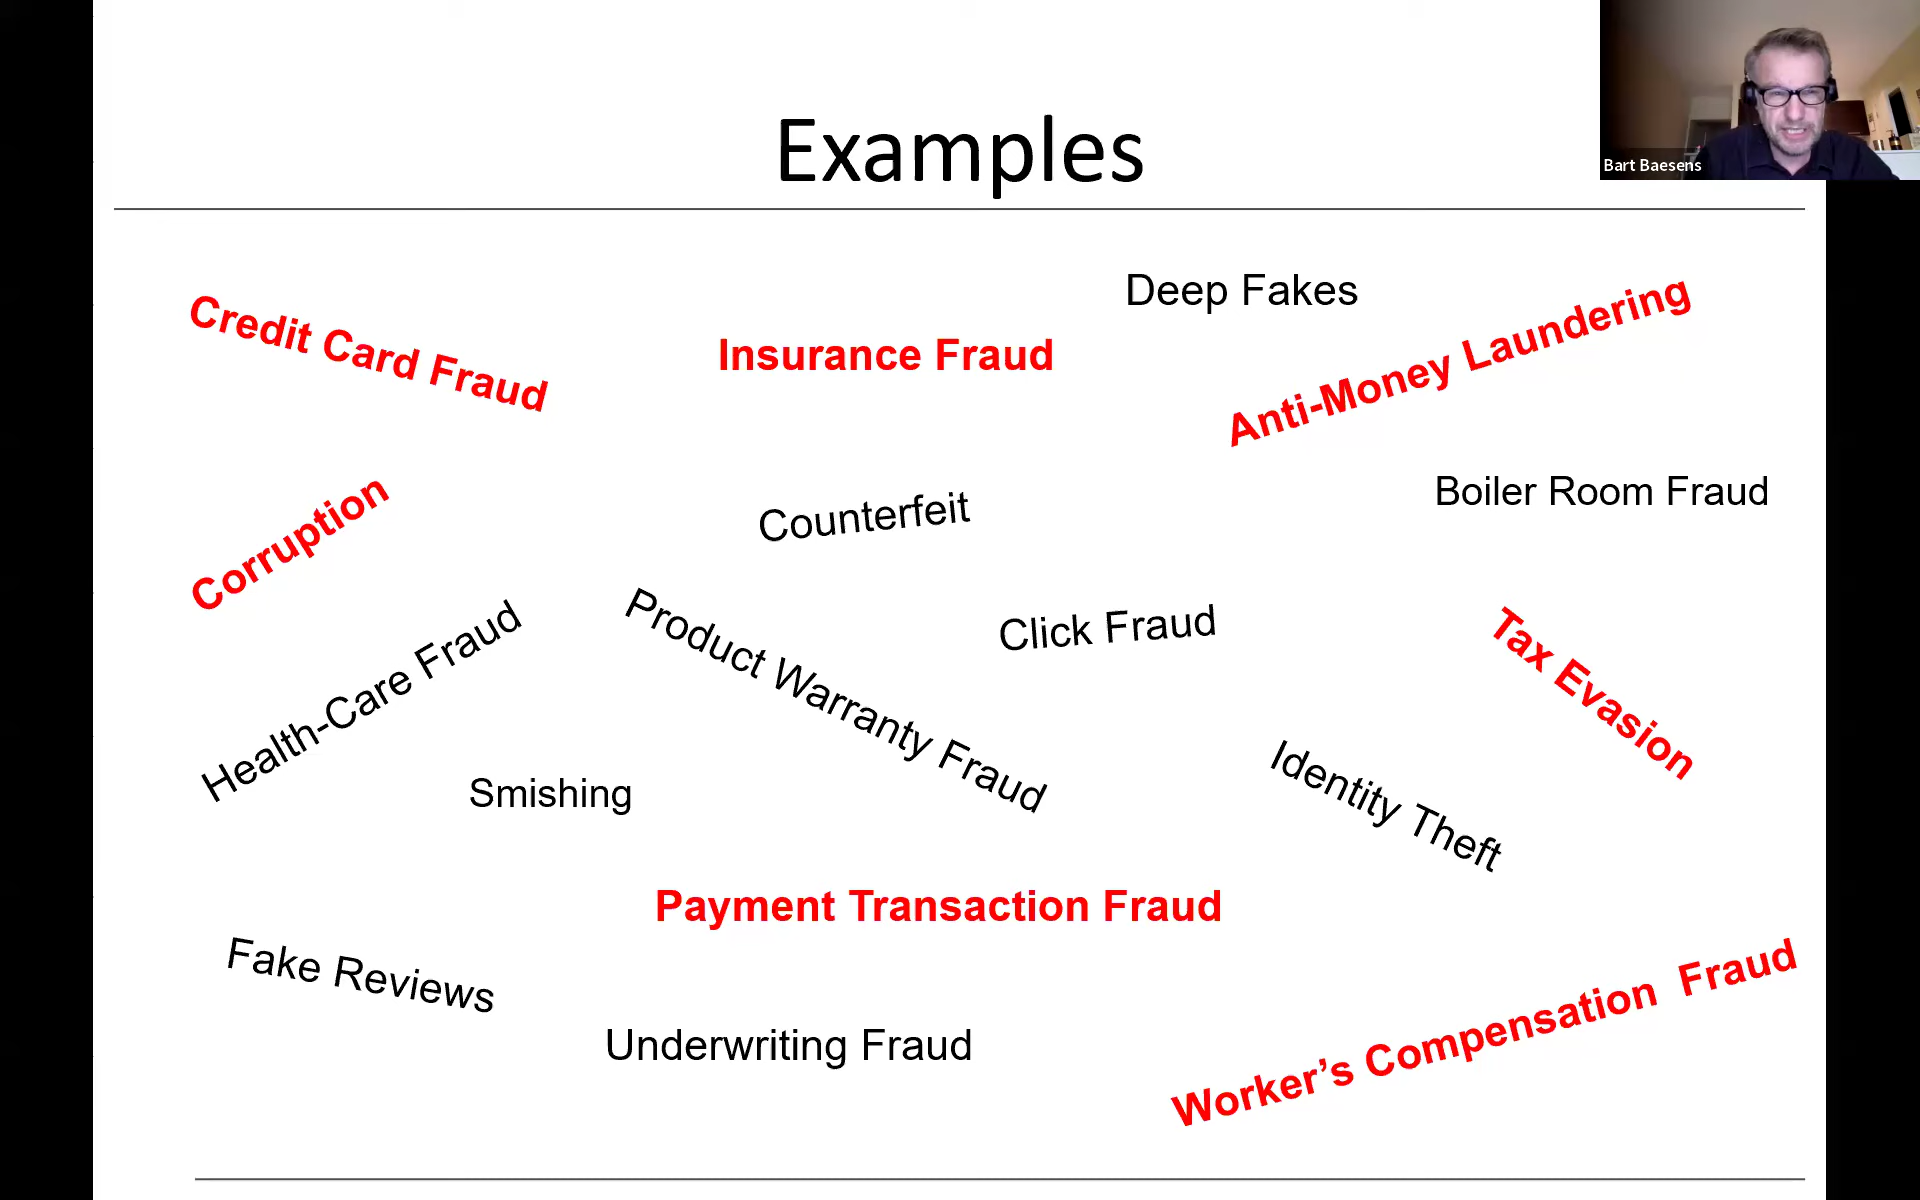 Examples
Bart Baesens
Deep Fakes
Credit Card Fraud
Insurance Fraud
Anti-Money Laundering
Corruption
Counterfeit
Boiler Room Fraud
Health-Care Fraud
Product Warranty Fraud
Click Fraud
Tax Evasion
Smishing
Identity Theft
Payment Transaction Fraud
Fake Reviews
Underwriting Fraud
Worker’s Compensation  Fraud